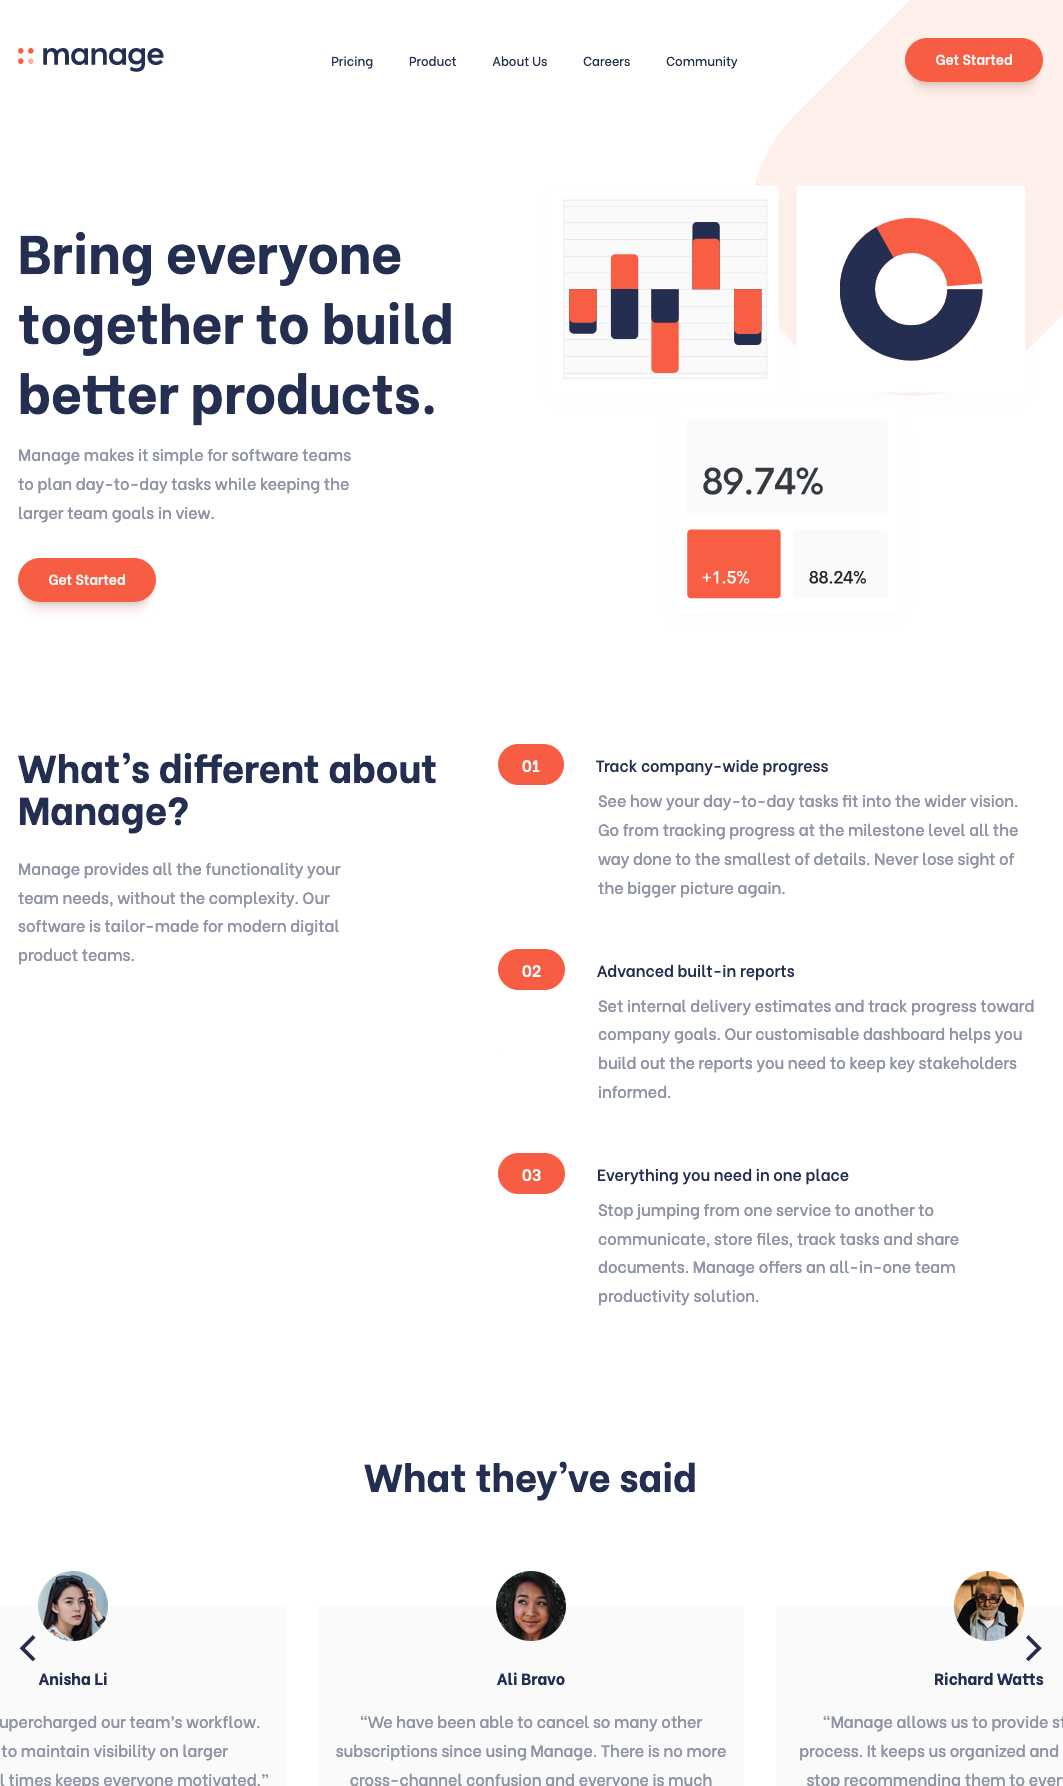 manage
Pricing
Product
About Us
Careers
Community
Get Started
Bring everyone
together to build
better products.
Manage makes it simple for software teams
to plan day-to-day tasks while keeping the
larger team goals in view.
Get Started
89.74%
+1.5%
88.24%
What’s different about
Manage?
Manage provides all the functionality your
team needs, without the complexity. Our
software is tailor-made for modern digital
product teams.
01
Track company-wide progress
See how your day-to-day tasks fit into the wider vision.
Go from tracking progress at the milestone level all the
way done to the smallest of details. Never lose sight of
the bigger picture again.
02
Advanced built-in reports
Set internal delivery estimates and track progress toward
company goals. Our customisable dashboard helps you
build out the reports you need to keep key stakeholders
informed.
03
Everything you need in one place
Stop jumping from one service to another to
communicate, store files, track tasks and share
documents. Manage offers an all-in-one team
productivity solution.
What they’ve said
Anisha Li
upercharged our team’s workflow.
to maintain visibility on larger
l times keeps everyone motivated.”
Ali Bravo
“We have been able to cancel so many other
subscriptions since using Manage. There is no more
cross-channel confusion and everyone is much
Richard Watts
“Manage allows us to provide st
process. It keeps us organized and
stop recommending them to ever